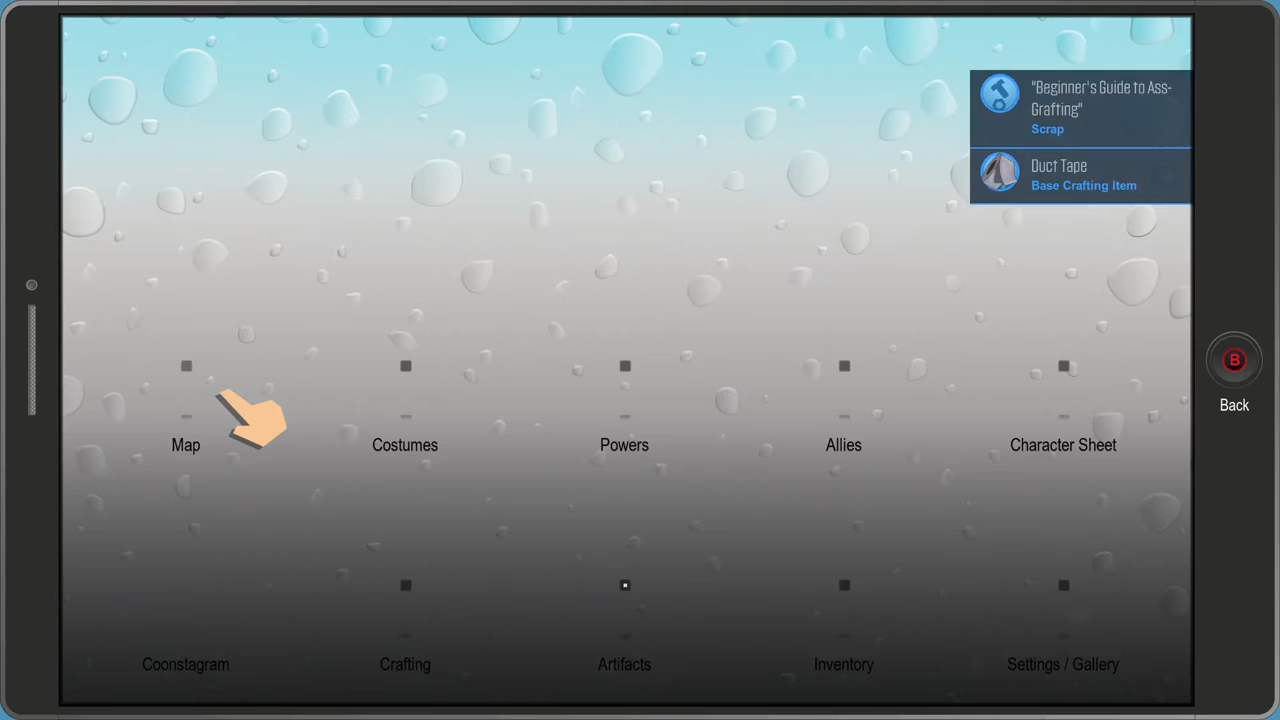 "Beginner's Guide to Ass-
Grafting"
Scrap
Duct Tape
Base Crafting Item
B
Back
Map
Costumes
Powers
Allies
Character Sheet
Coonstagram
Crafting
Artifacts
Inventory
Settings / Gallery